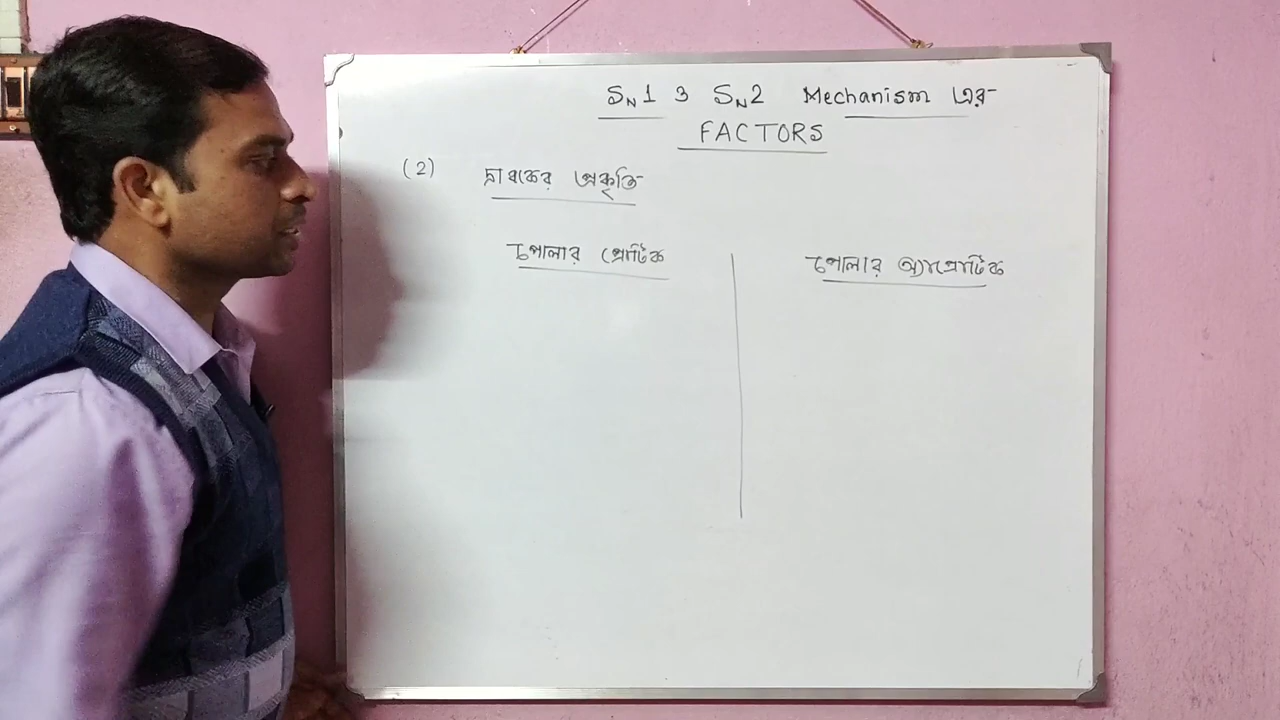 SN1 ও SN2 Mechanism এর
FACTORS
(2) দ্রাবকের প্রকৃতি
পোলার প্রোটিক
পোলার অ্যাপ্রোটিক